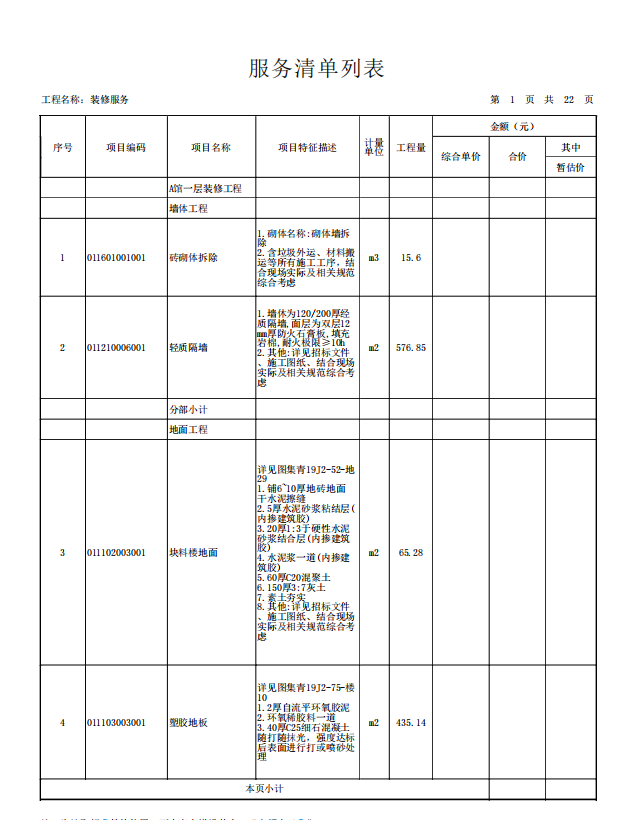 服务清单列表
工程名称：装修服务
第 1 页 共 22 页
序号 项目编码 项目名称 项目特征描述 计量单位 工程量 金额（元）
综合单价 合价 其中
暂估价
A馆一层装修工程
墙体工程
1 011601001001 砖砌体拆除 m3 15.6
1.砌体名称:砌体墙拆
除
2.含垃圾外运、材料搬
运等所有施工工序，结
合现场实际及相关规范
综合考虑
2 011210006001 轻质隔墙 m2 576.85
1.墙体为120/200厚经
质隔墙,面层为双层12
mm厚防火石膏板,填充
岩棉,耐火极限≥10h
2.其他:详见招标文件
、施工图纸、结合现场
实际及相关规范综合考
虑
分部小计
地面工程
3 011102003001 块料楼地面 m2 65.28
详见图集青19J2-52-地
29
1.铺6~10厚地砖地面
干水泥擦缝
2.5厚水泥砂浆粘结层(
内掺建筑胶)
3.20厚1:3干硬性水泥
砂浆结合层(内掺建筑
胶)
4.水泥浆一道(内掺建
筑胶)
5.60厚C20混聚土
6.150厚3:7灰土
7.素土夯实
8.其他:详见招标文件
、施工图纸、结合现场
实际及相关规范综合考
虑
4 011103003001 塑胶地板 m2 435.14
详见图集青19J2-75-楼
10
1.2厚自流平环氧胶泥
2.环氧稀胶料一道
3.40厚C25细石混凝土
随打随抹光，强度达标
后表面进行打或喷砂处
理
本页小计